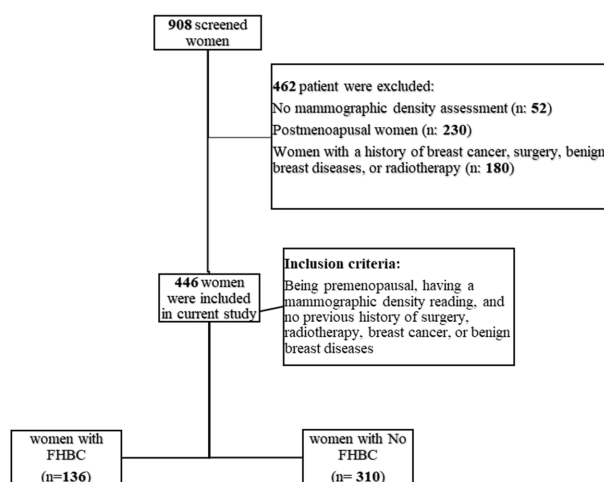 908 screened
women
462 patient were excluded:
No mammographic density assessment (n: 52)
Postmenoapusal women (n: 230)
Women with a history of breast cancer, surgery, benign
breast diseases, or radiotherapy (n: 180)
446 women
were included
in current study
Inclusion criteria:
Being premenopausal, having a
mammographic density reading, and
no previous history of surgery,
radiotherapy, breast cancer, or benign
breast diseases
women with
FHBC
(n=136)
women with No
FHBC
(n= 310)